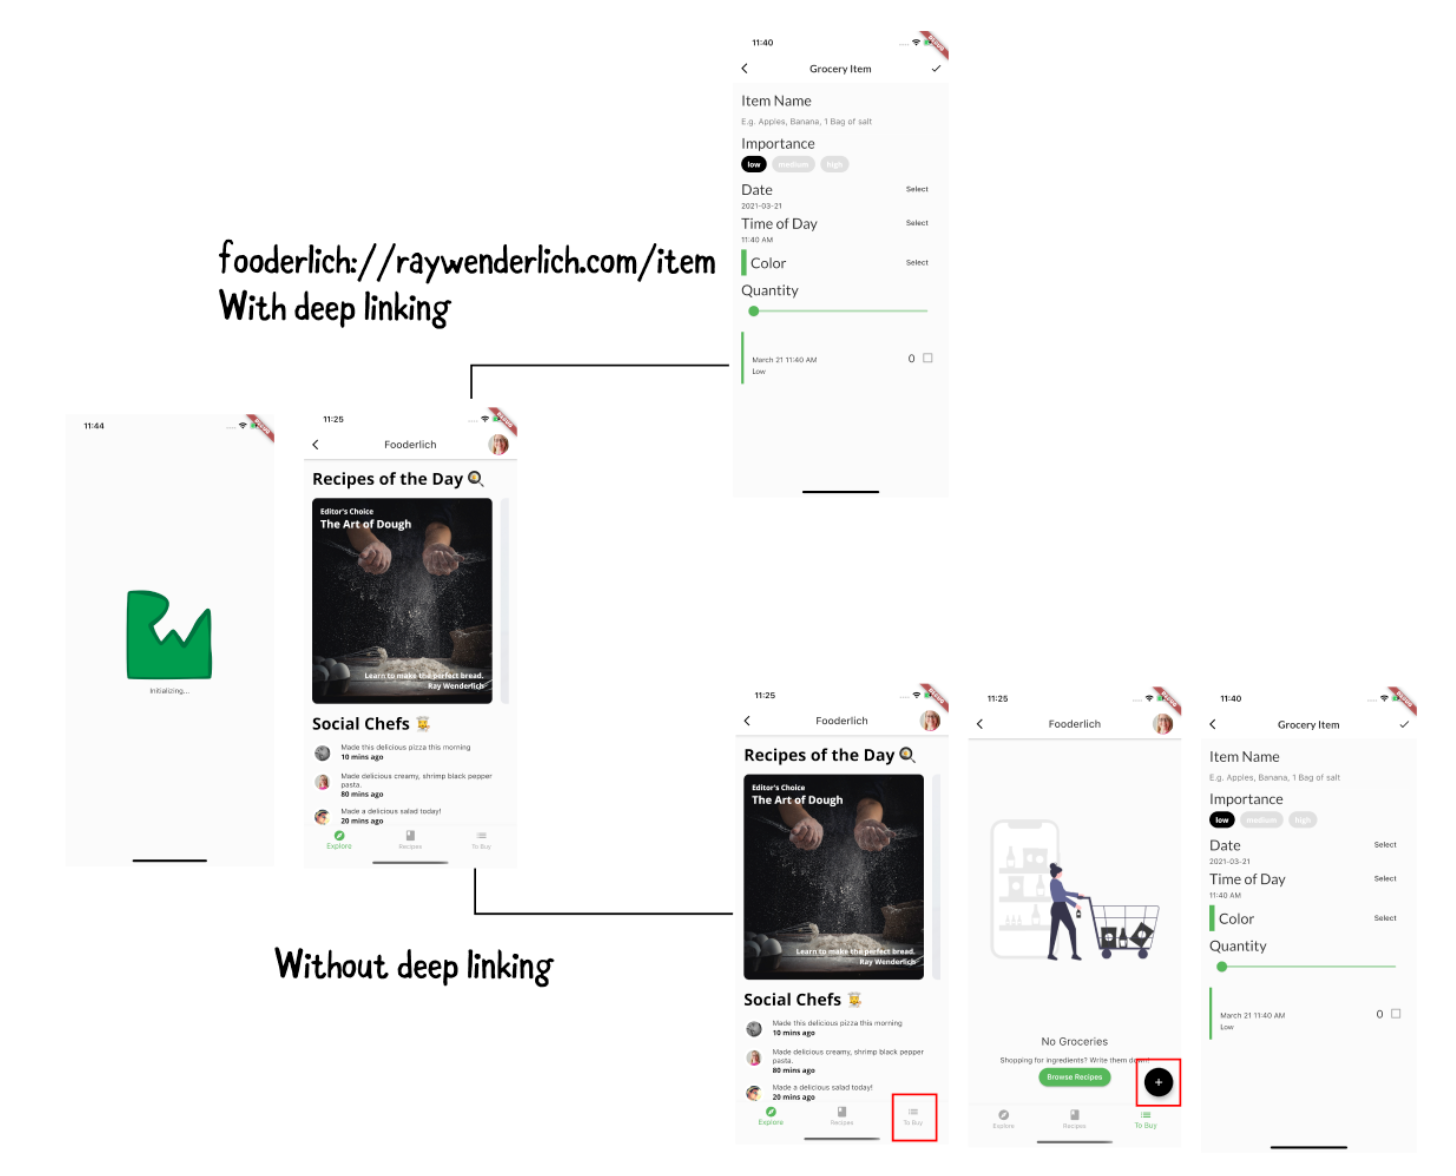 11:40
Grocery Item
Item Name
E.g. Apples, Banana, 1 Bag of salt
Importance
low medium high
Date Select
2021-03-21
Time of Day Select
11:40 AM
Color Select
Quantity
March 21 11:40 AM 0
Low
fooderlich://raywenderlich.com/item
With deep linking
11:44
Initializing...
11:25
Fooderlich
Recipes of the Day
Editor's Choice
The Art of Dough
Learn to make the perfect bread.
Ray Wenderlich
Social Chefs
Made this delicious pizza this morning
10 mins ago
Made delicious creamy, shrimp black pepper
pasta.
80 mins ago
Made a delicious salad today!
20 mins ago
Explore Recipes To Buy
Without deep linking
11:25
Fooderlich
Recipes of the Day
Editor's Choice
The Art of Dough
Learn to make the perfect bread.
Ray Wenderlich
Social Chefs
Made this delicious pizza this morning
10 mins ago
Made delicious creamy, shrimp black pepper
pasta.
80 mins ago
Made a delicious salad today!
20 mins ago
Explore Recipes To Buy
11:25
Fooderlich
No Groceries
Shopping for ingredients? Write them down!
Browse Recipes
+
Explore Recipes To Buy
11:40
Grocery Item
Item Name
E.g. Apples, Banana, 1 Bag of salt
Importance
low medium high
Date Select
2021-03-21
Time of Day Select
11:40 AM
Color Select
Quantity
March 21 11:40 AM 0
Low